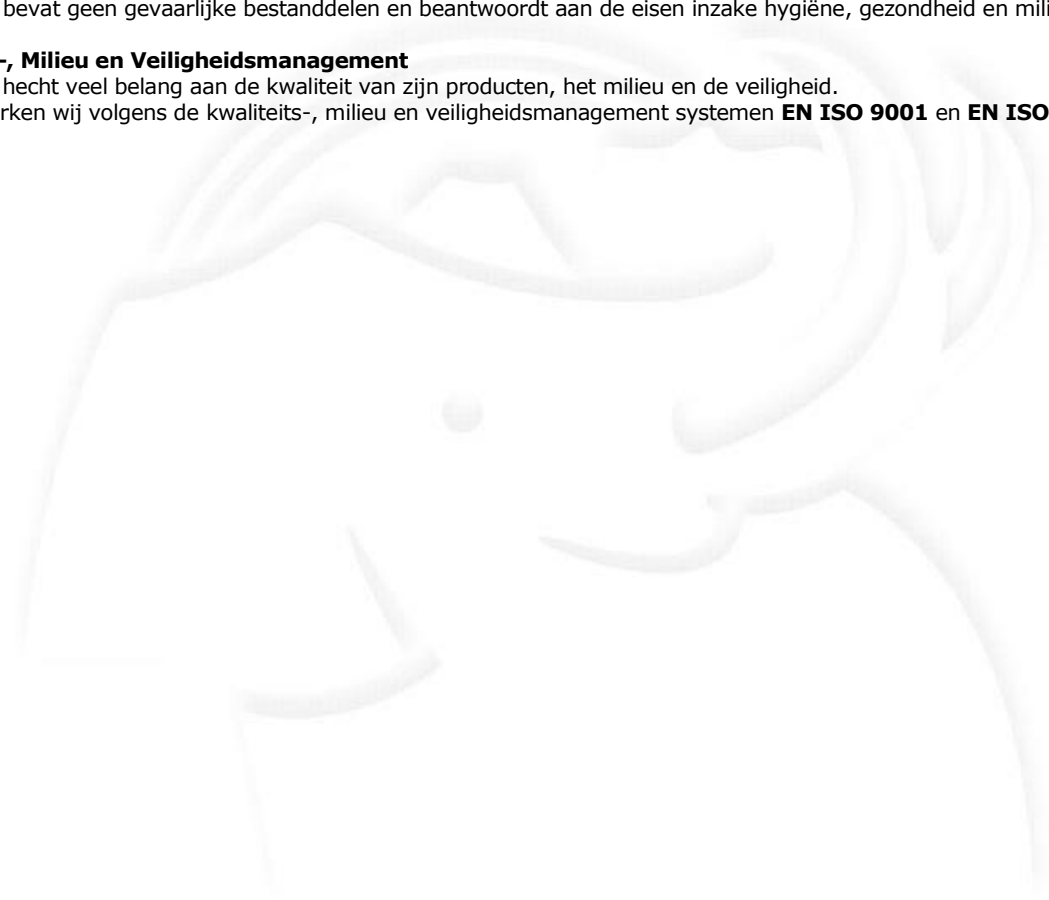 bevat geen gevaarlijke bestanddelen en beantwoordt aan de eisen inzake hygiëne, gezondheid en mili
-, Milieu en Veiligheidsmanagement
hecht veel belang aan de kwaliteit van zijn producten, het milieu en de veiligheid.
rken wij volgens de kwaliteits-, milieu en veiligheidsmanagement systemen EN ISO 9001 en EN ISO